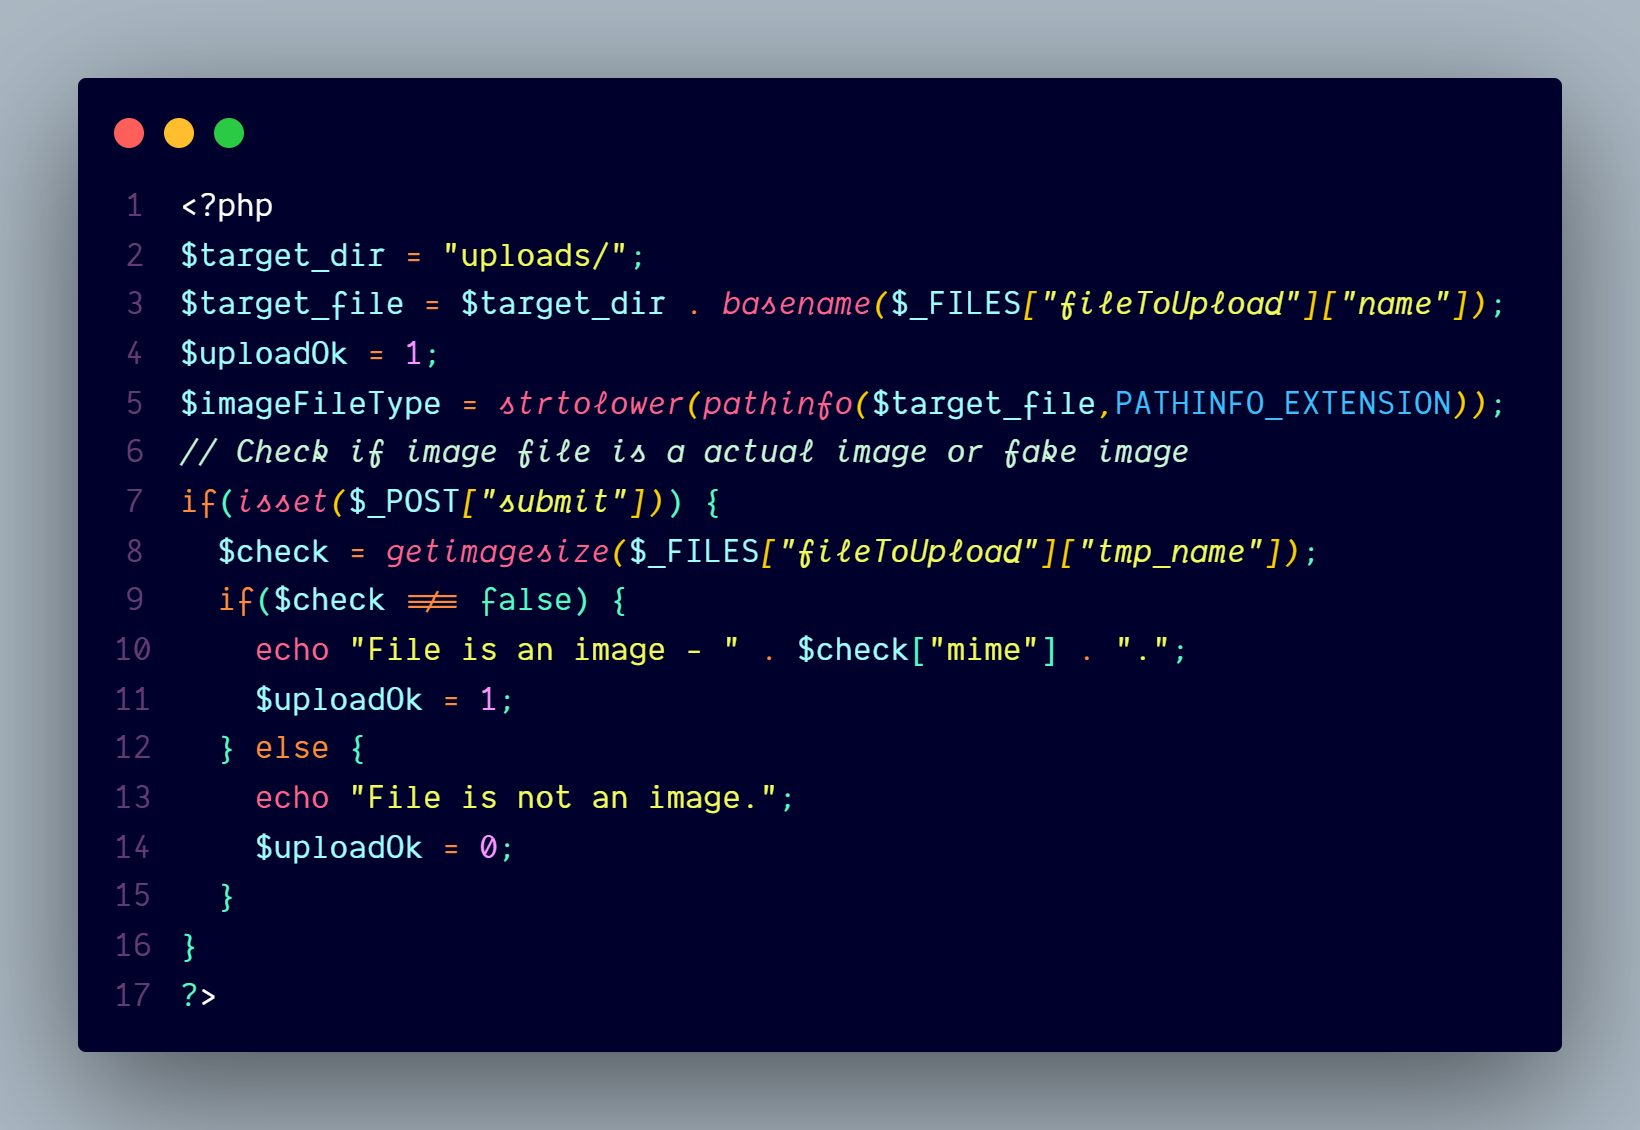 1 <?php
2 $target_dir = "uploads/";
3 $target_file = $target_dir . basename($_FILES["fileToUpload"]["name"]);
4 $uploadOk = 1;
5 $imageFileType = strtolower(pathinfo($target_file,PATHINFO_EXTENSION));
6 // Check if image file is a actual image or fake image
7 if(isset($_POST["submit"])) {
8   $check = getimagesize($_FILES["fileToUpload"]["tmp_name"]);
9   if($check !== false) {
10     echo "File is an image - " . $check["mime"] . ".";
11     $uploadOk = 1;
12   } else {
13     echo "File is not an image.";
14     $uploadOk = 0;
15   }
16 }
17 ?>